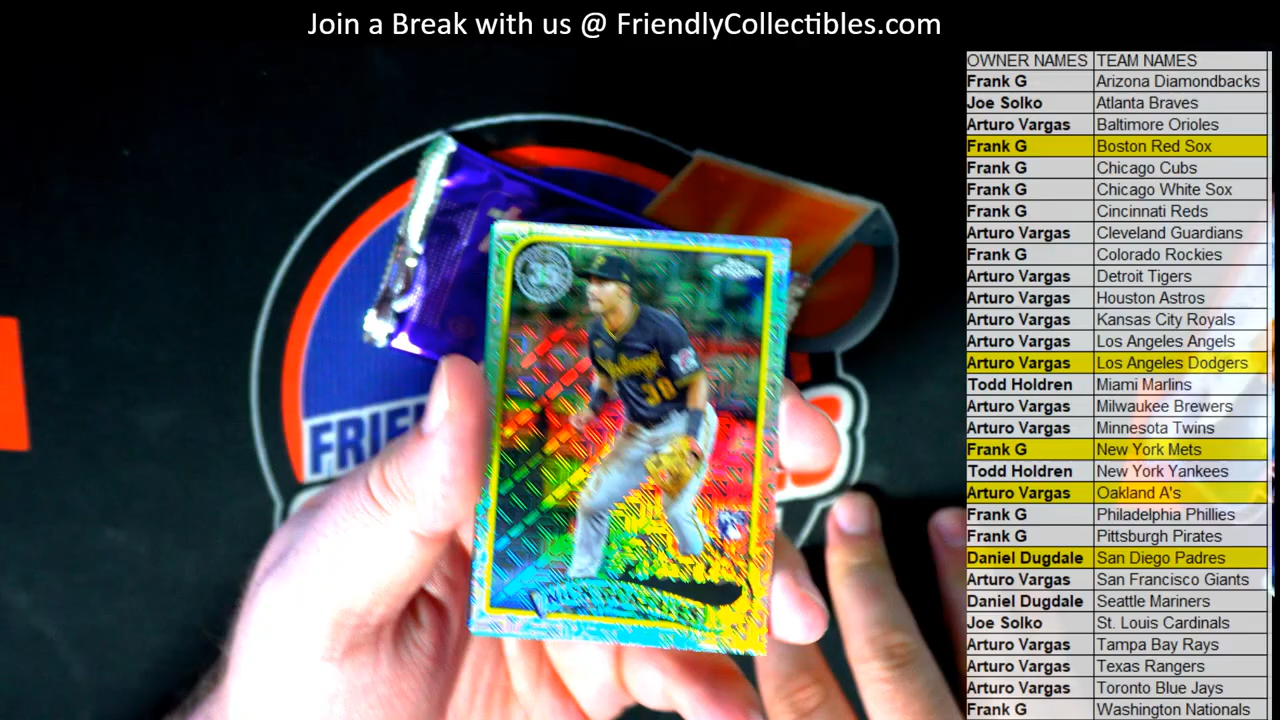 Join a Break with us @ FriendlyCollectibles.com
OWNER NAMES TEAM NAMES
Frank G Arizona Diamondbacks
Joe Solko Atlanta Braves
Arturo Vargas Baltimore Orioles
Frank G Boston Red Sox
Frank G Chicago Cubs
Frank G Chicago White Sox
Frank G Cincinnati Reds
Arturo Vargas Cleveland Guardians
Frank G Colorado Rockies
Arturo Vargas Detroit Tigers
Arturo Vargas Houston Astros
Arturo Vargas Kansas City Royals
Arturo Vargas Los Angeles Angels
Arturo Vargas Los Angeles Dodgers
Todd Holdren Miami Marlins
Arturo Vargas Milwaukee Brewers
Arturo Vargas Minnesota Twins
Frank G New York Mets
Todd Holdren New York Yankees
Arturo Vargas Oakland A's
Frank G Philadelphia Phillies
Frank G Pittsburgh Pirates
Daniel Dugdale San Diego Padres
Arturo Vargas San Francisco Giants
Daniel Dugdale Seattle Mariners
Joe Solko St. Louis Cardinals
Arturo Vargas Tampa Bay Rays
Arturo Vargas Texas Rangers
Arturo Vargas Toronto Blue Jays
Frank G Washington Nationals
35
Chrome
FRIE